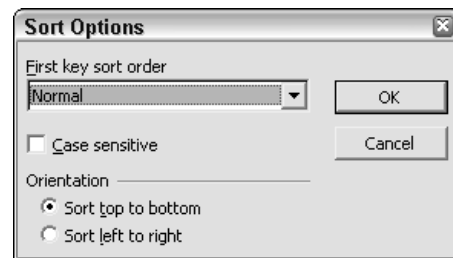 Sort Options
First key sort order
Normal
OK
Case sensitive
Cancel
Orientation
Sort top to bottom
Sort left to right